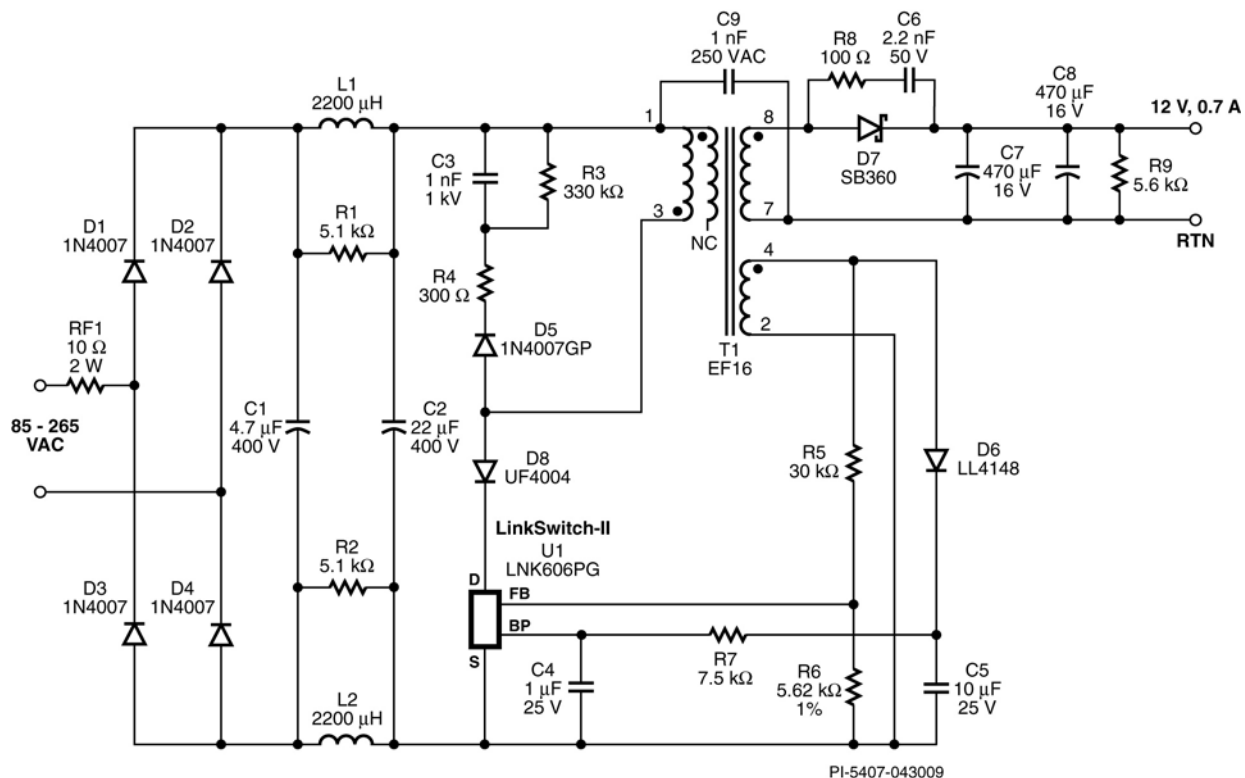 C9
1 nF
250 VAC
R8
100 Ω
C6
2.2 nF
50 V
L1
2200 μH
C8
470 μF
16 V
12 V, 0.7 A
1
8
C3
1 nF
1 kV
R3
330 kΩ
D7
SB360
C7
470 μF
16 V
R9
5.6 kΩ
D1
1N4007
D2
1N4007
R1
5.1 kΩ
3
7
NC
RTN
R4
300 Ω
4
RF1
10 Ω
2 W
D5
1N4007GP
2
T1
EF16
85 - 265
VAC
C1
4.7 μF
400 V
C2
22 μF
400 V
D8
UF4004
R5
30 kΩ
D6
LL4148
LinkSwitch-II
U1
LNK606PG
R2
5.1 kΩ
D
FB
BP
S
D3
1N4007
D4
1N4007
C4
1 μF
25 V
R7
7.5 kΩ
R6
5.62 kΩ
1%
C5
10 μF
25 V
L2
2200 μH
PI-5407-043009